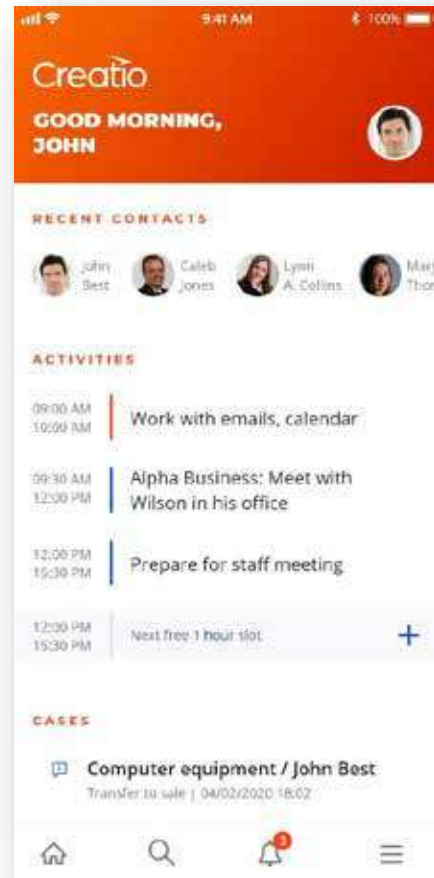 9:41 AM
100%
Creatio
GOOD MORNING,
JOHN
RECENT CONTACTS
John
Best
Caleb
Jones
Lynn
A. Collins
Mar
Thor
ACTIVITIES
09:00 AM
10:00 AM
Work with emails, calendar
09:30 AM
12:00 PM
Alpha Business: Meet with
Wilson in his office
12:00 PM
15:30 PM
Prepare for staff meeting
12:00 PM
15:30 PM
Next free 1 hour slot
CASES
Computer equipment / John Best
Transfer to sale | 04/02/2020 18:02
3